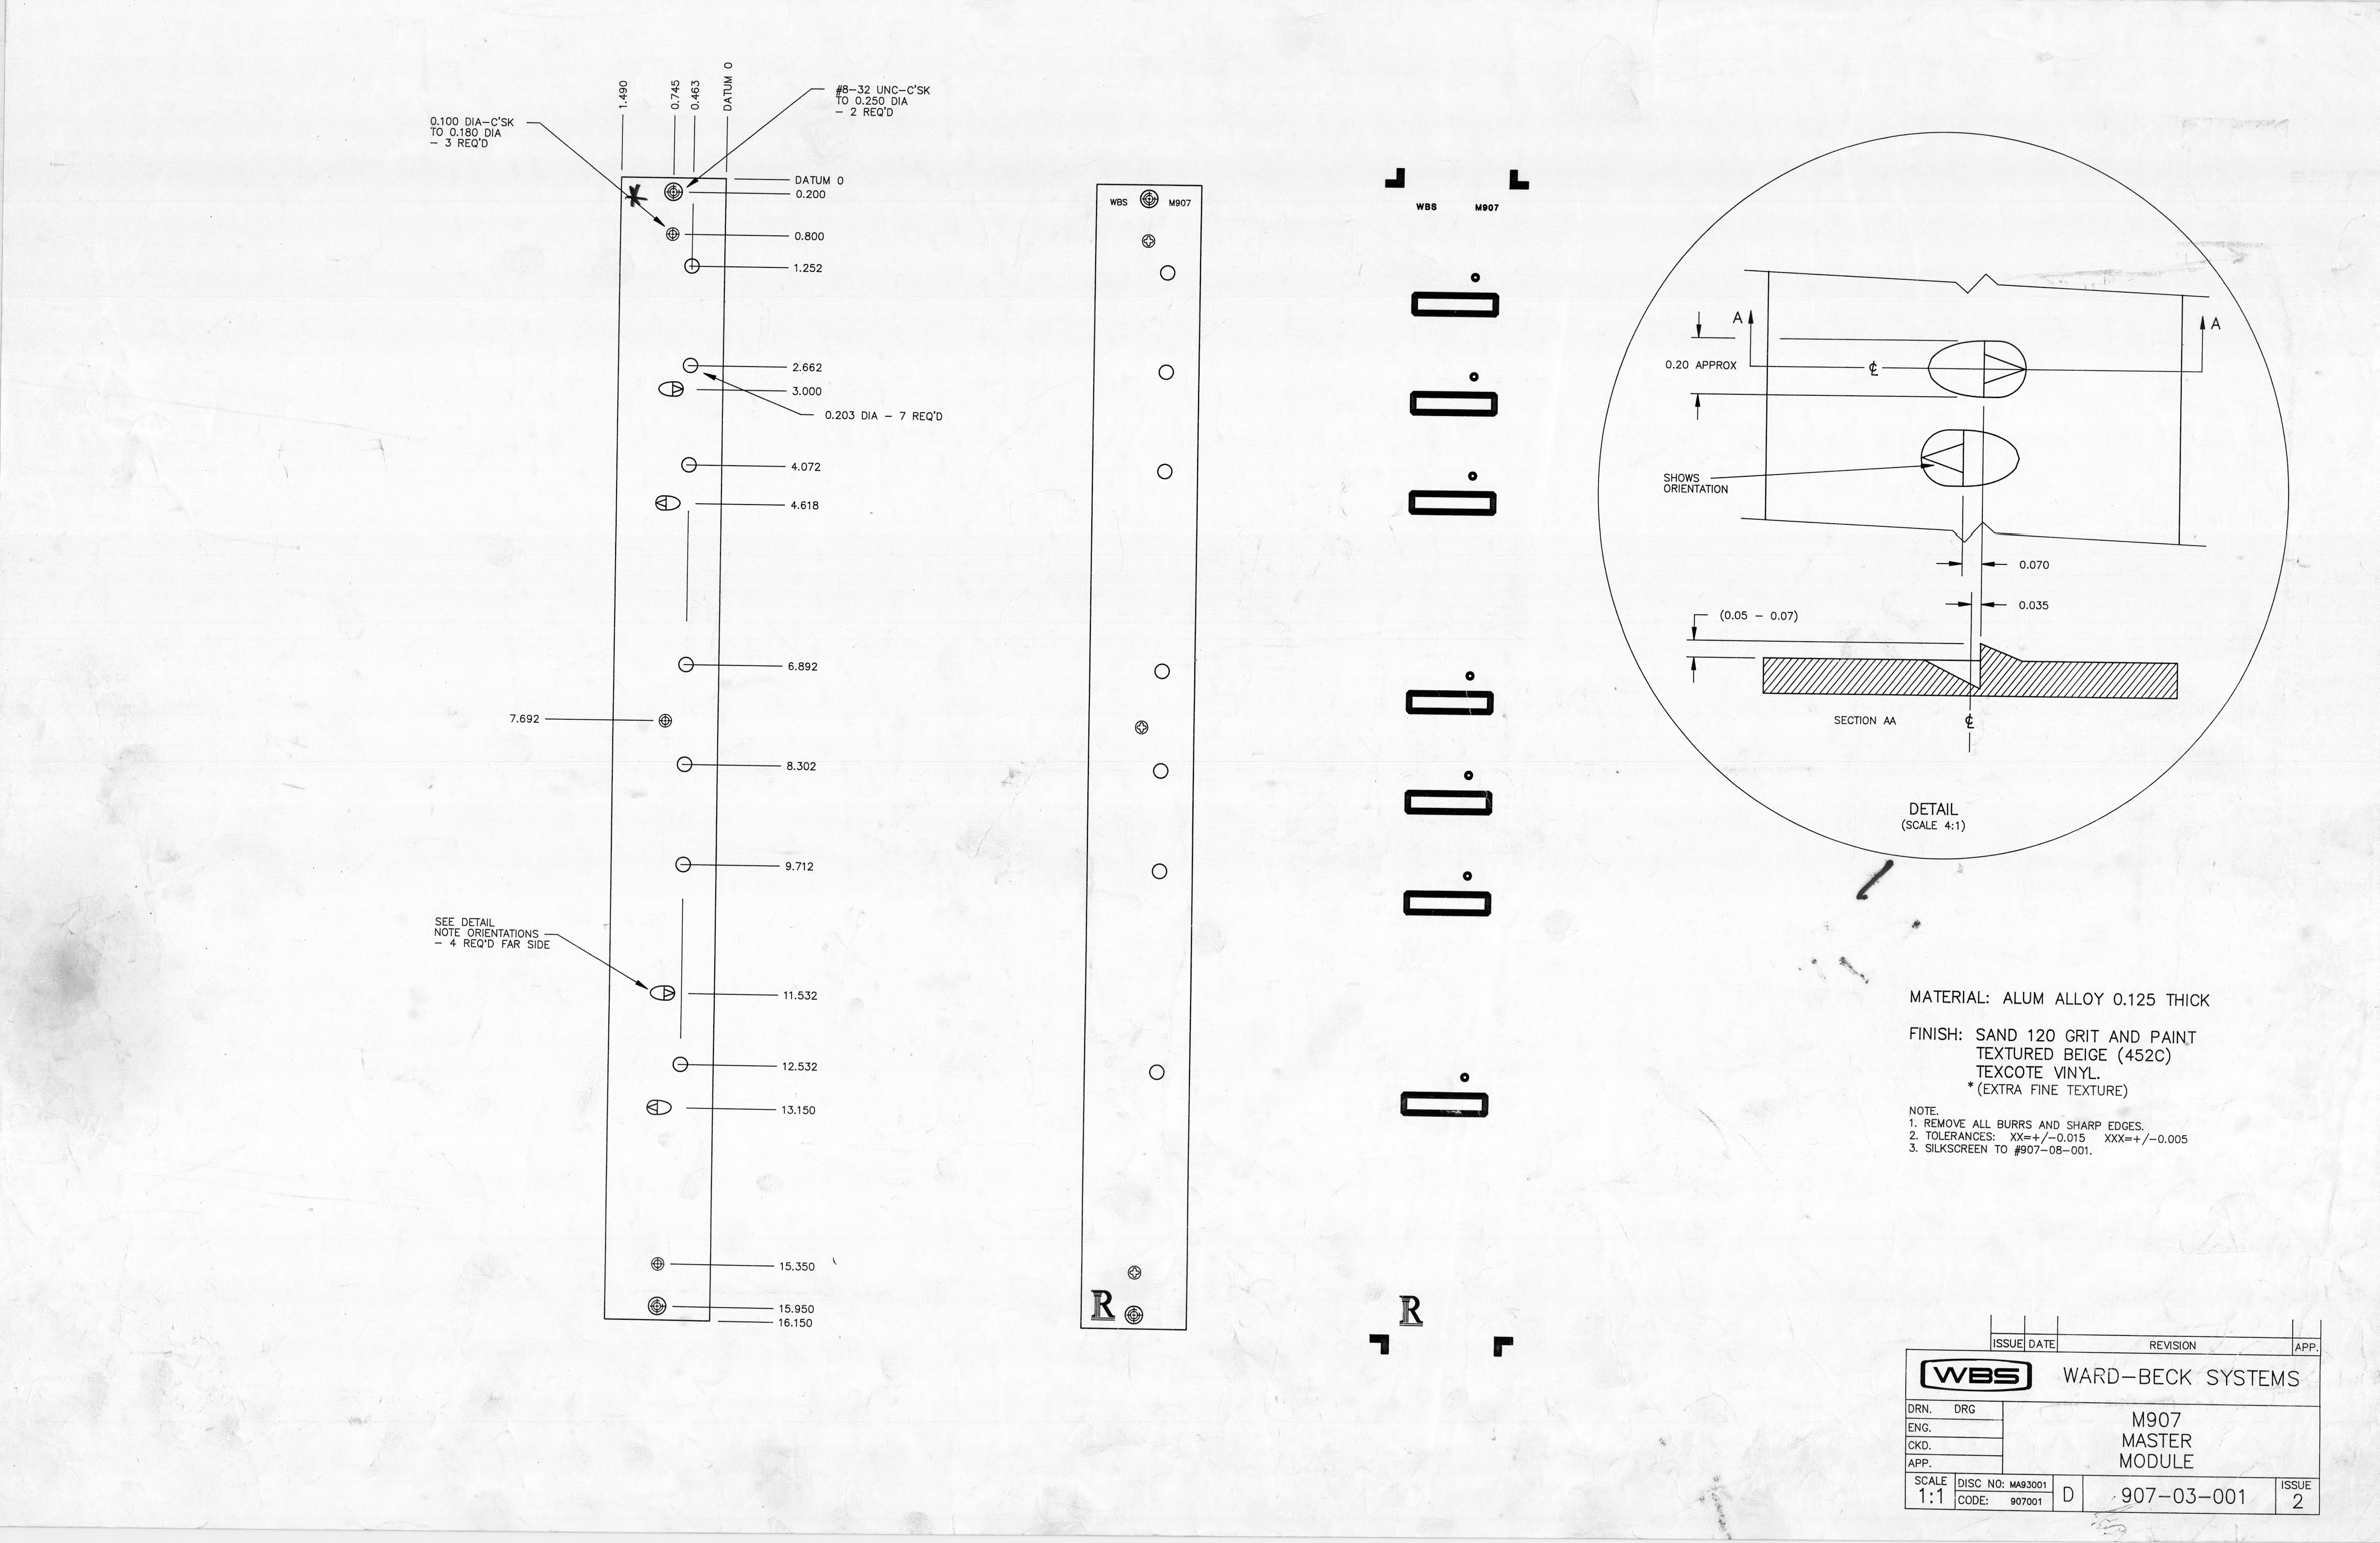 1.490
0.745
0.463
DATUM 0
#8-32 UNC-C'SK
TO 0.250 DIA
- 2 REQ'D
0.100 DIA-C'SK
TO 0.180 DIA
- 3 REQ'D
DATUM 0
0.200
0.800
1.252
2.662
3.000
0.203 DIA - 7 REQ'D
4.072
4.618
6.892
7.692
8.302
9.712
SEE DETAIL
NOTE ORIENTATIONS
- 4 REQ'D FAR SIDE
11.532
12.532
13.150
15.350
15.950
16.150
WBS M907
R
WBS M907
R
A A
0.20 APPROX
℄
SHOWS
ORIENTATION
0.070
0.035
(0.05 - 0.07)
SECTION AA
℄
DETAIL
(SCALE 4:1)
MATERIAL: ALUM ALLOY 0.125 THICK
FINISH: SAND 120 GRIT AND PAINT
TEXTURED BEIGE (452C)
TEXCOTE VINYL.
*(EXTRA FINE TEXTURE)
NOTE.
1. REMOVE ALL BURRS AND SHARP EDGES.
2. TOLERANCES: XX=+/-0.015 XXX=+/-0.005
3. SILKSCREEN TO #907-08-001.
ISSUE DATE REVISION APP.
WBS WARD-BECK SYSTEMS
DRN. DRG
ENG.
CKD.
APP.
M907
MASTER
MODULE
SCALE
1:1
DISC NO: MA93001
CODE: 907001
D
907-03-001
ISSUE
2